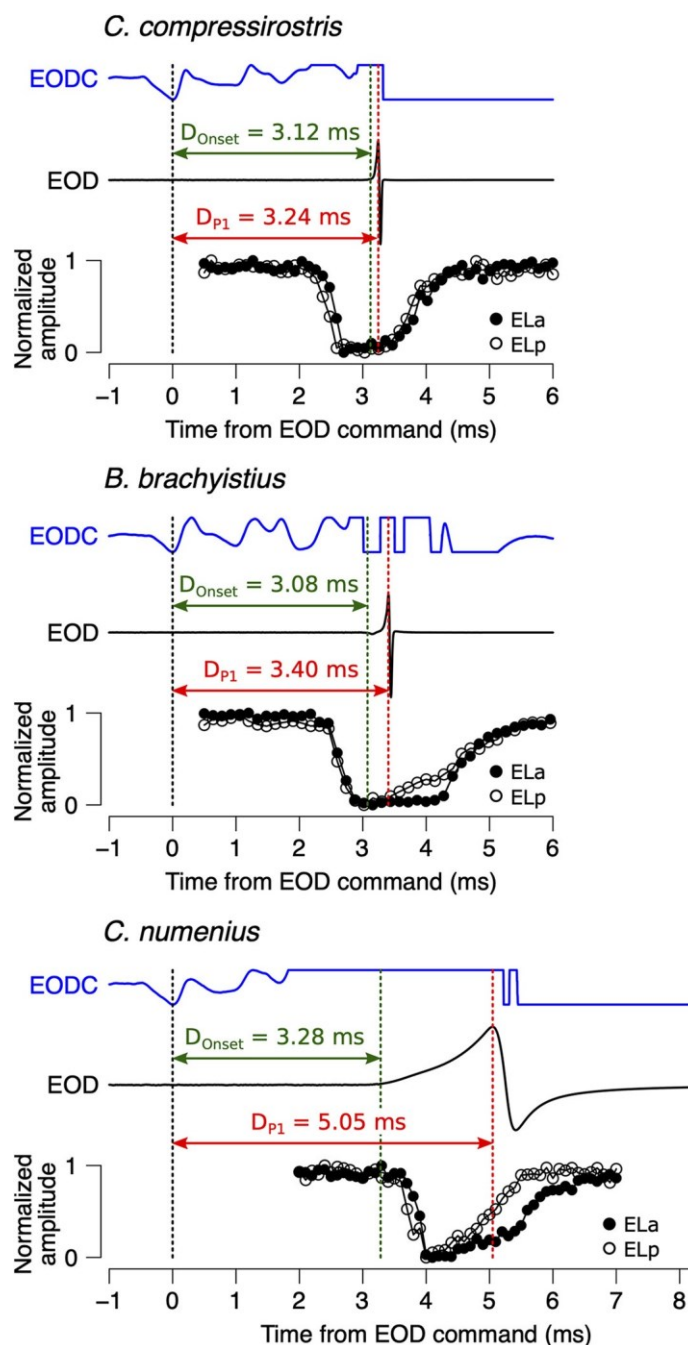 C. compressirostris
EODC
D_Onset = 3.12 ms
EOD
D_P1 = 3.24 ms
Normalized amplitude
1
0
ELa
ELp
−1 0 1 2 3 4 5 6
Time from EOD command (ms)
B. brachyistius
EODC
D_Onset = 3.08 ms
EOD
D_P1 = 3.40 ms
Normalized amplitude
1
0
ELa
ELp
−1 0 1 2 3 4 5 6
Time from EOD command (ms)
C. numenius
EODC
D_Onset = 3.28 ms
EOD
D_P1 = 5.05 ms
Normalized amplitude
1
0
ELa
ELp
−1 0 1 2 3 4 5 6 7 8
Time from EOD command (ms)